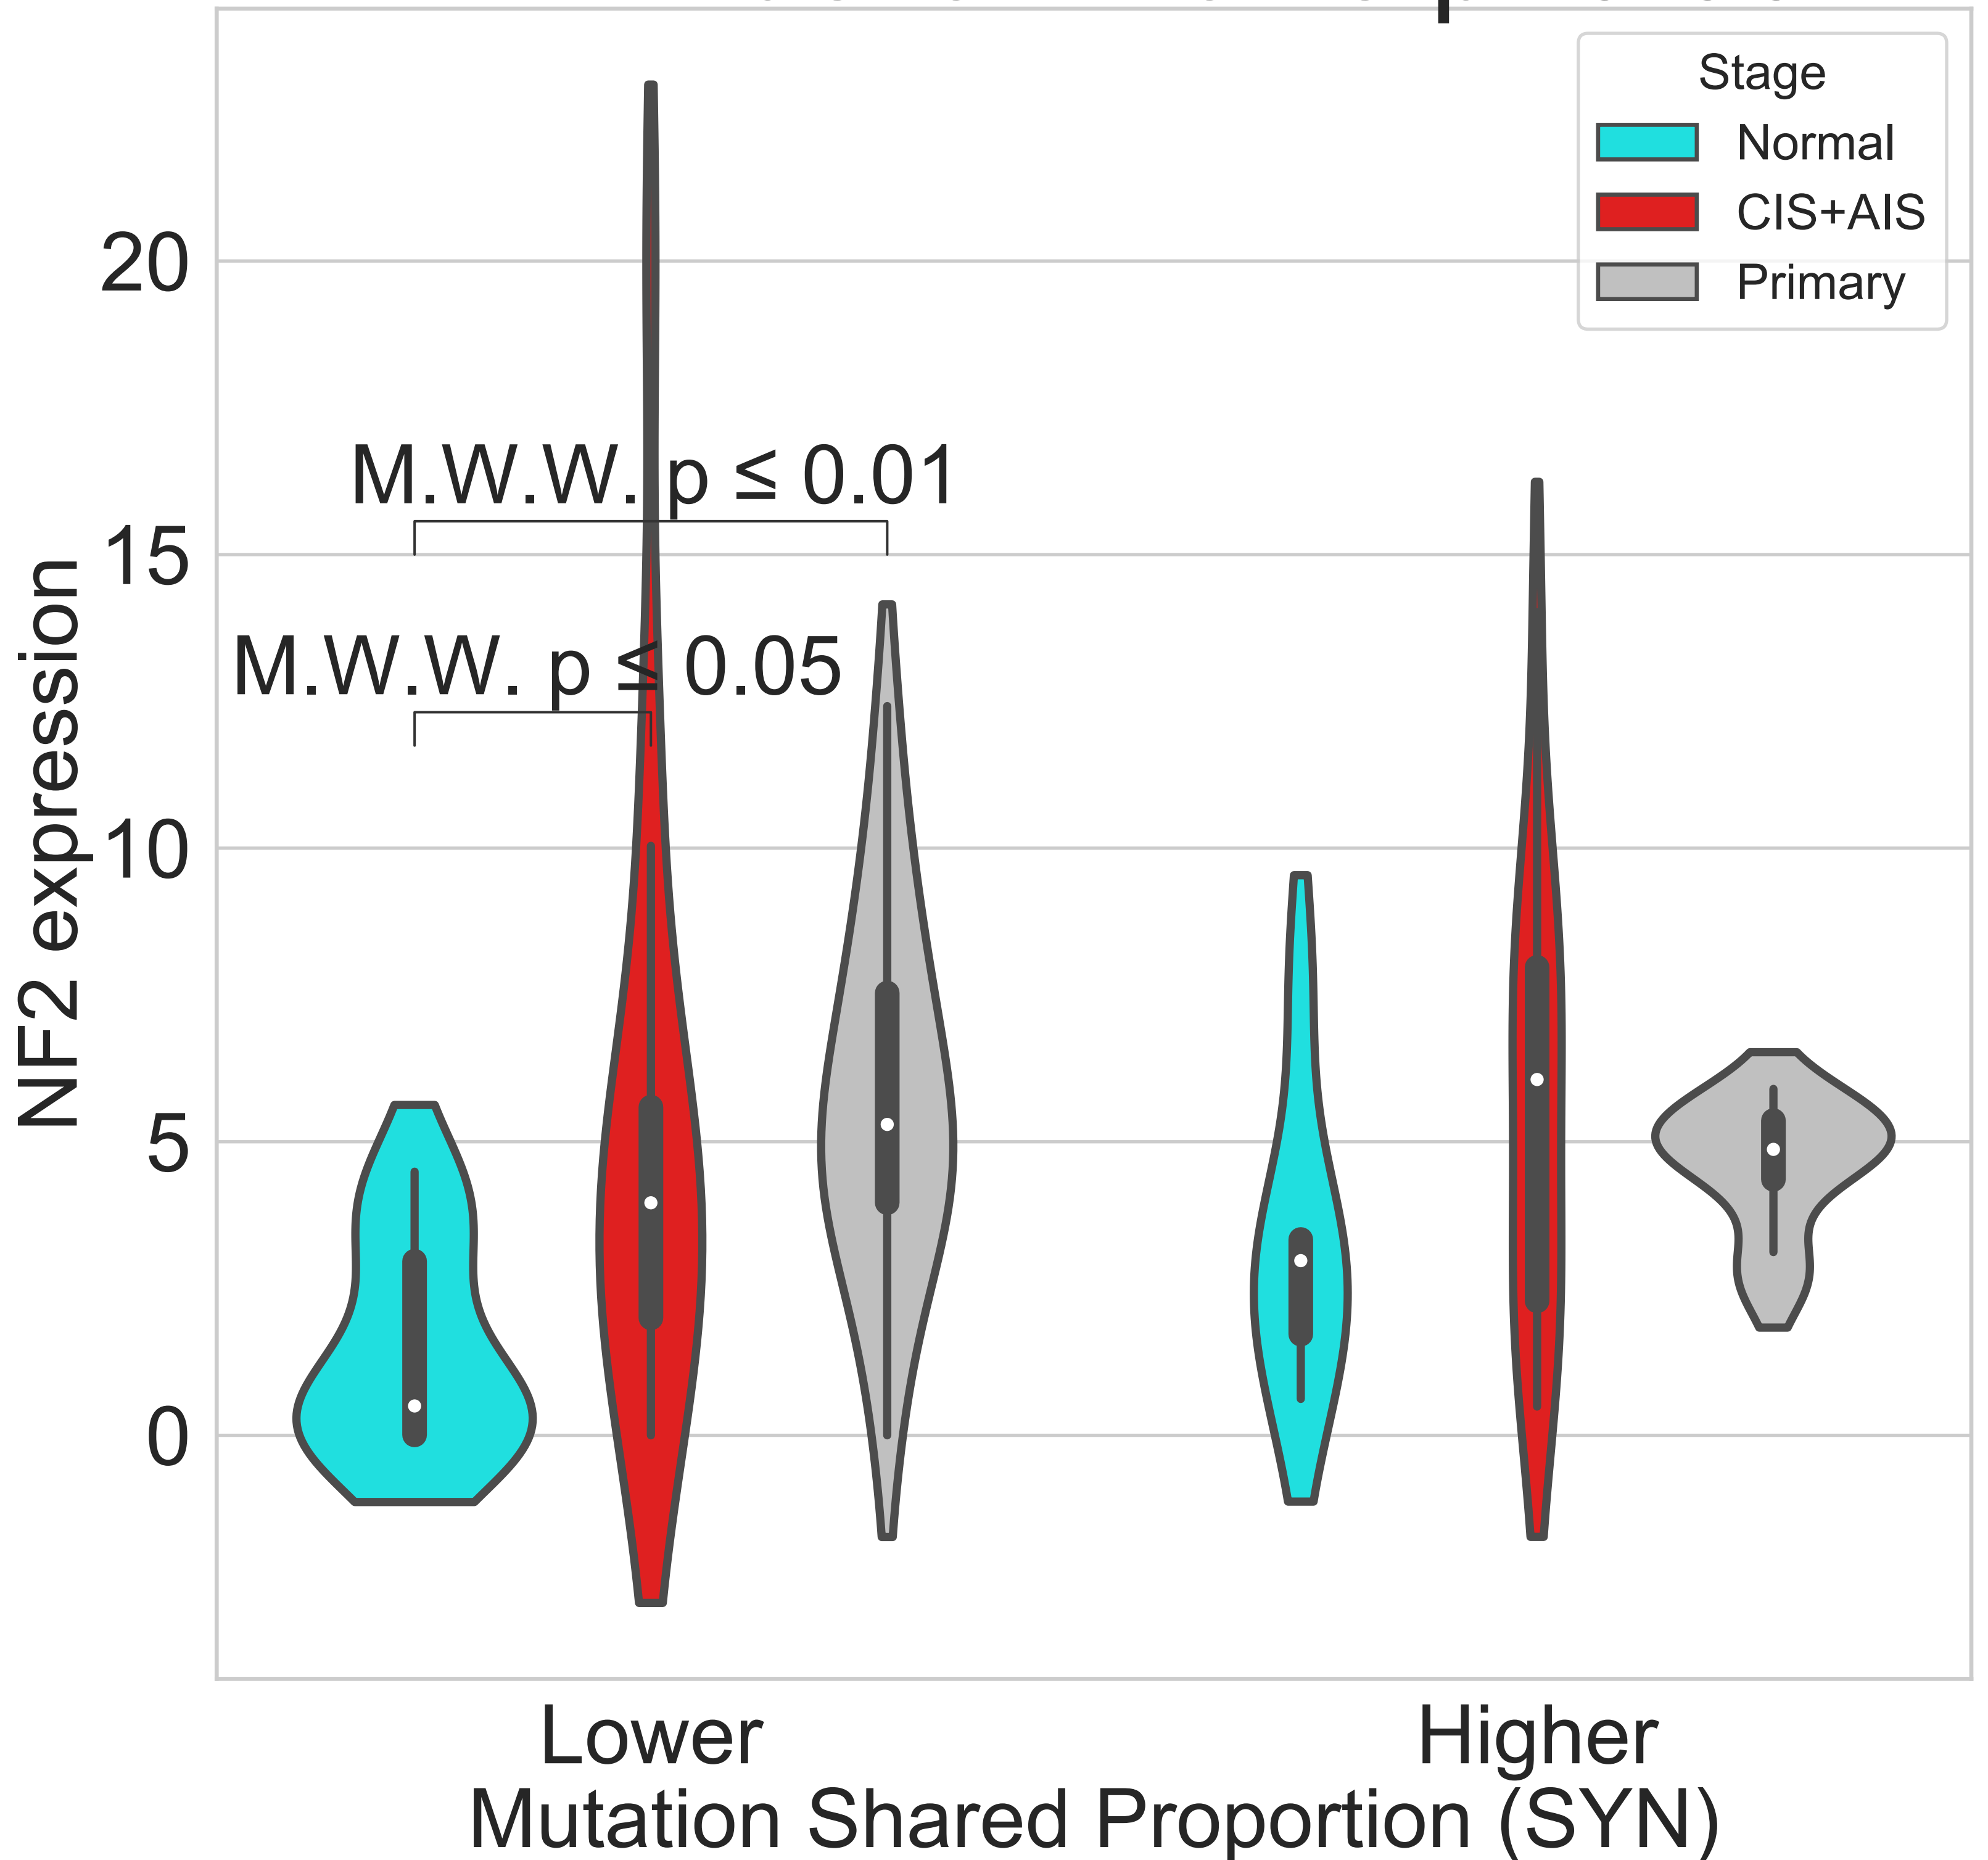 Stage
Normal
CIS+AIS
Primary
20
15
10
5
0
NF2 expression
M.W.W. p ≤ 0.01
M.W.W. p ≤ 0.05
Lower
Higher
Mutation Shared Proportion (SYN)